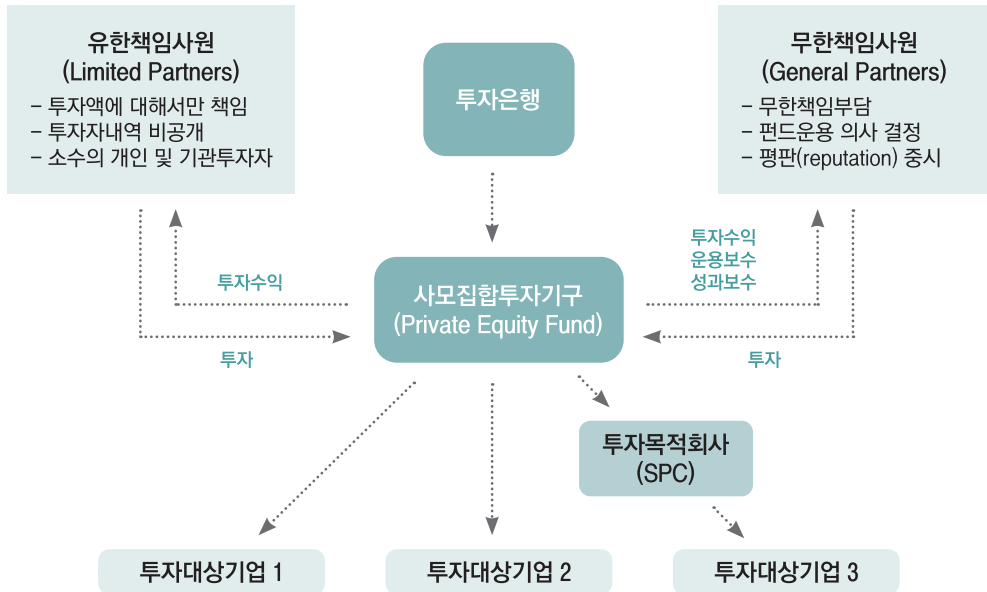 유한책임사원
(Limited Partners)
– 투자액에 대해서만 책임
– 투자자내역 비공개
– 소수의 개인 및 기관투자자
투자은행
무한책임사원
(General Partners)
– 무한책임부담
– 펀드운용 의사 결정
– 평판(reputation) 중시
투자수익
운용보수
성과보수
투자수익
사모집합투자기구
(Private Equity Fund)
투자
투자
투자목적회사
(SPC)
투자대상기업 1
투자대상기업 2
투자대상기업 3